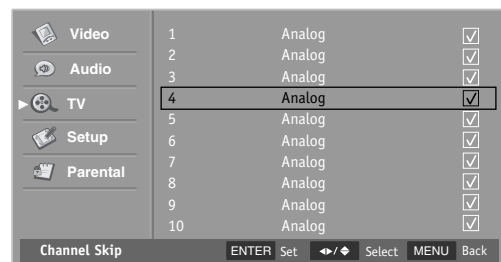 Video
Audio
TV
Setup
Parental
1 Analog
2 Analog
3 Analog
4 Analog
5 Analog
6 Analog
7 Analog
8 Analog
9 Analog
10 Analog
Channel Skip ENTER Set Select MENU Back